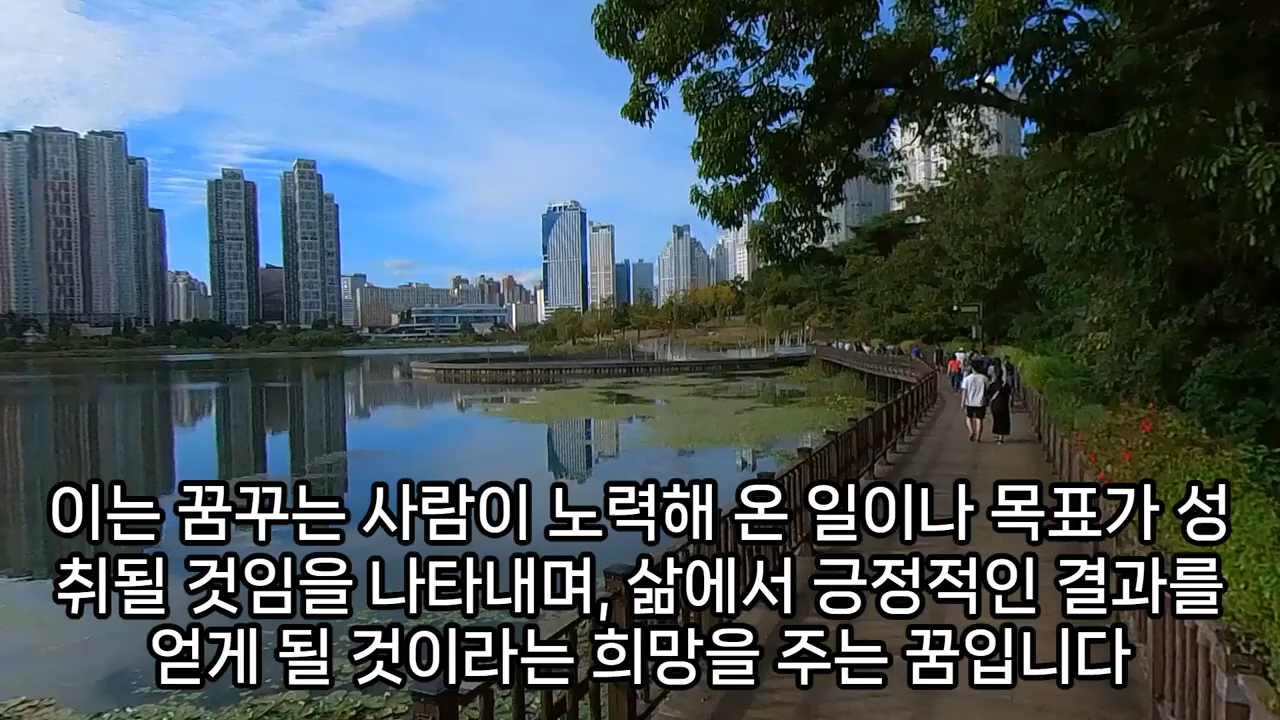 이는 꿈꾸는 사람이 노력해 온 일이나 목표가 성
취될 것임을 나타내며, 삶에서 긍정적인 결과를
얻게 될 것이라는 희망을 주는 꿈입니다